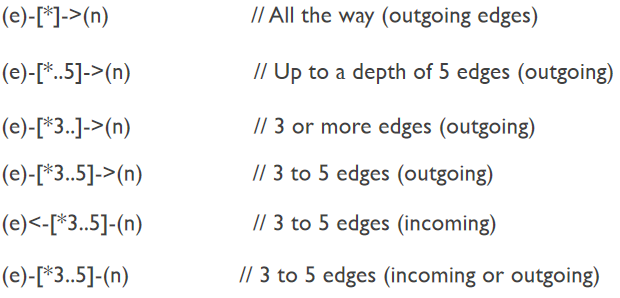 (e)-[*]->(n) // All the way (outgoing edges)
(e)-[*..5]->(n) // Up to a depth of 5 edges (outgoing)
(e)-[*3..]->(n) // 3 or more edges (outgoing)
(e)-[*3..5]->(n) // 3 to 5 edges (outgoing)
(e)<-[*3..5]-(n) // 3 to 5 edges (incoming)
(e)-[*3..5]-(n) // 3 to 5 edges (incoming or outgoing)